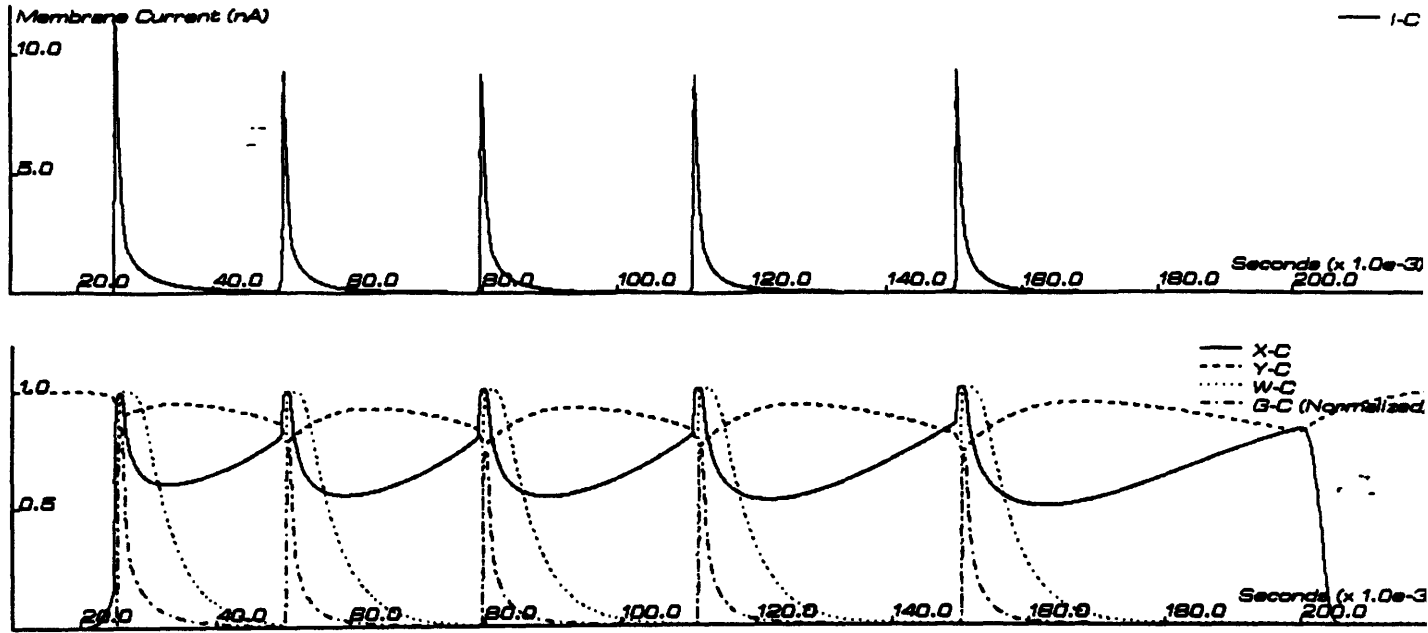 Membrane Current (nA)
I-C
10.0
5.0
Seconds (x 1.0e-3)
20.0 40.0 60.0 80.0 100.0 120.0 140.0 160.0 180.0 200.0
X-C
Y-C
W-C
G-C (Normalized)
1.0
0.5
Seconds (x 1.0e-3
20.0 40.0 60.0 80.0 100.0 120.0 140.0 160.0 180.0 200.0